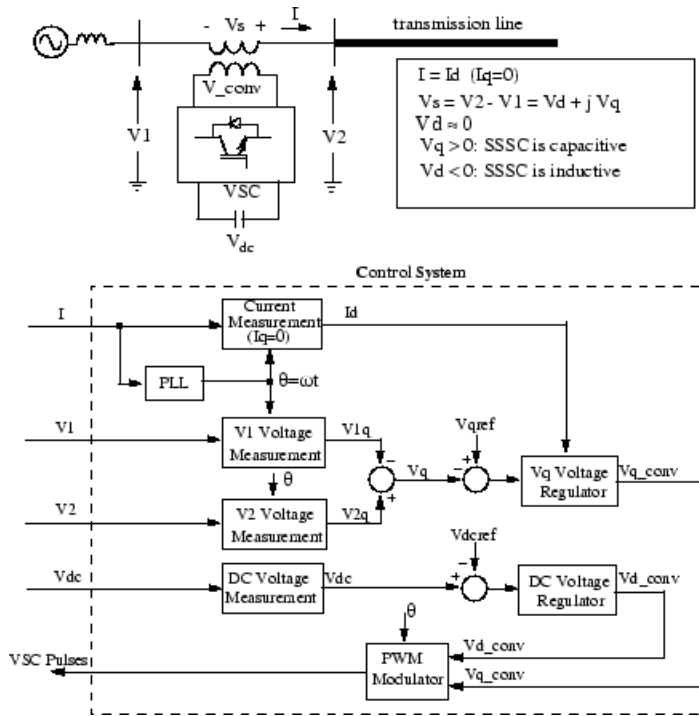 - Vs +
I
transmission line
V_conv
V1
V2
VSC
Vdc
I = Id (Iq=0)
Vs = V2 - V1 = Vd + j Vq
Vd ≈ 0
Vq > 0: SSSC is capacitive
Vd < 0: SSSC is inductive
Control System
I
Current
Measurement
(Iq=0)
Id
PLL
θ=ωt
V1
V1 Voltage
Measurement
V1q
-
+
θ
Vq
Vqref
+
-
Vq Voltage
Regulator
Vq_conv
V2
V2 Voltage
Measurement
V2q
Vdcref
-
+
Vdc
DC Voltage
Measurement
Vdc
DC Voltage
Regulator
Vd_conv
θ
VSC Pulses
PWM
Modulator
Vd_conv
Vq_conv